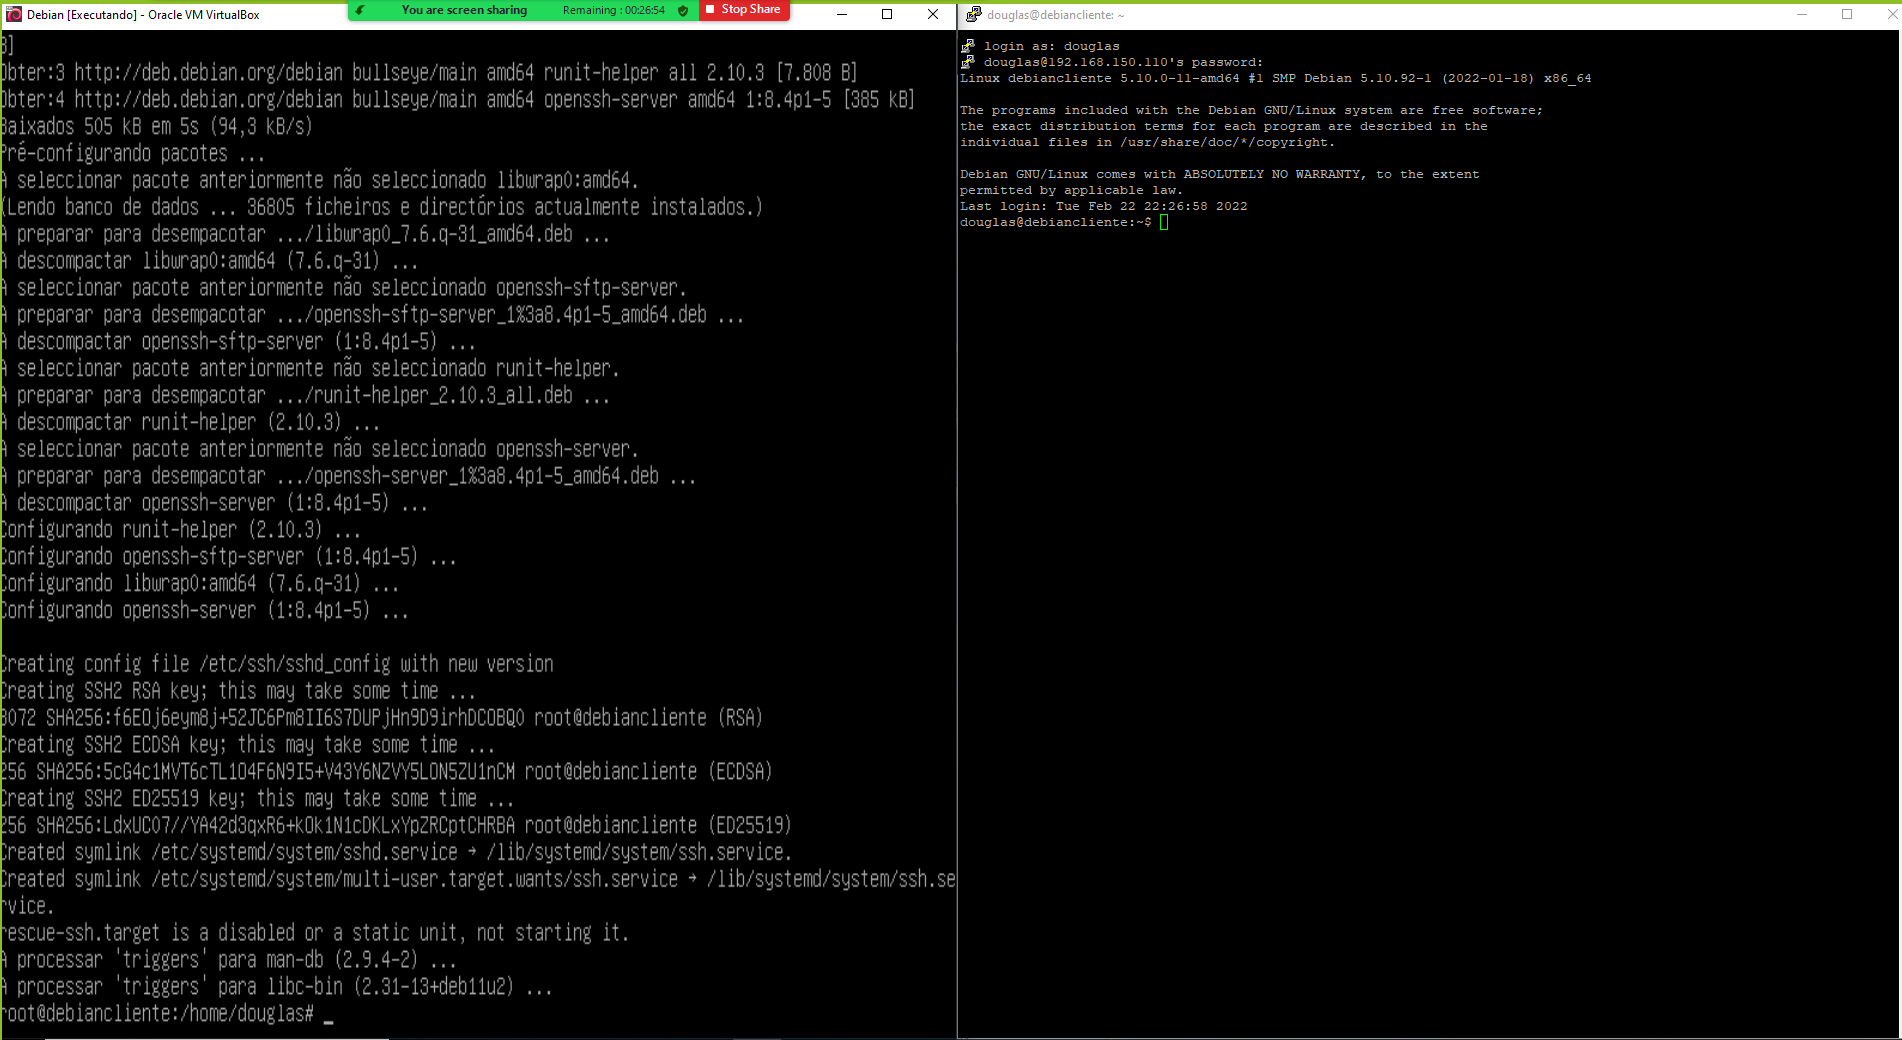 Debian [Executando] - Oracle VM VirtualBox
You are screen sharing
Remaining : 00:26:54
Stop Share
B]
Obter:3 http://deb.debian.org/debian bullseye/main amd64 runit-helper all 2.10.3 [7.808 B]
Obter:4 http://deb.debian.org/debian bullseye/main amd64 openssh-server amd64 1:8.4p1-5 [385 kB]
Baixados 505 kB em 5s (94,3 kB/s)
Pré-configurando pacotes ...
A seleccionar pacote anteriormente não seleccionado libwrap0:amd64.
(Lendo banco de dados ... 36805 ficheiros e directórios actualmente instalados.)
A preparar para desempacotar .../libwrap0_7.6.q-31_amd64.deb ...
A descompactar libwrap0:amd64 (7.6.q-31) ...
A seleccionar pacote anteriormente não seleccionado openssh-sftp-server.
A preparar para desempacotar .../openssh-sftp-server_1%3a8.4p1-5_amd64.deb ...
A descompactar openssh-sftp-server (1:8.4p1-5) ...
A seleccionar pacote anteriormente não seleccionado runit-helper.
A preparar para desempacotar .../runit-helper_2.10.3_all.deb ...
A descompactar runit-helper (2.10.3) ...
A seleccionar pacote anteriormente não seleccionado openssh-server.
A preparar para desempacotar .../openssh-server_1%3a8.4p1-5_amd64.deb ...
A descompactar openssh-server (1:8.4p1-5) ...
Configurando runit-helper (2.10.3) ...
Configurando openssh-sftp-server (1:8.4p1-5) ...
Configurando libwrap0:amd64 (7.6.q-31) ...
Configurando openssh-server (1:8.4p1-5) ...
Creating config file /etc/ssh/sshd_config with new version
Creating SSH2 RSA key; this may take some time ...
3072 SHA256:f6EOj6eym8j+52JC6Pm8II6S7DUPjHn9D9irhDCOBQ0 root@debiancliente (RSA)
Creating SSH2 ECDSA key; this may take some time ...
256 SHA256:5cG4c1MVT6cTL1O4F6N9I5+V43Y6NZVY5LON5ZU1nCM root@debiancliente (ECDSA)
Creating SSH2 ED25519 key; this may take some time ...
256 SHA256:LdxUC07//YA42d3qxR6+kOk1N1cDKLxYpZRCptCHRBA root@debiancliente (ED25519)
Created symlink /etc/systemd/system/sshd.service → /lib/systemd/system/ssh.service.
Created symlink /etc/systemd/system/multi-user.target.wants/ssh.service → /lib/systemd/system/ssh.se
rvice.
rescue-ssh.target is a disabled or a static unit, not starting it.
A processar 'triggers' para man-db (2.9.4-2) ...
A processar 'triggers' para libc-bin (2.31-13+deb11u2) ...
root@debiancliente:/home/douglas# _
douglas@debiancliente: ~
login as: douglas
douglas@192.168.150.110's password:
Linux debiancliente 5.10.0-11-amd64 #1 SMP Debian 5.10.92-1 (2022-01-18) x86_64
The programs included with the Debian GNU/Linux system are free software;
the exact distribution terms for each program are described in the
individual files in /usr/share/doc/*/copyright.
Debian GNU/Linux comes with ABSOLUTELY NO WARRANTY, to the extent
permitted by applicable law.
Last login: Tue Feb 22 22:26:58 2022
douglas@debiancliente:~$